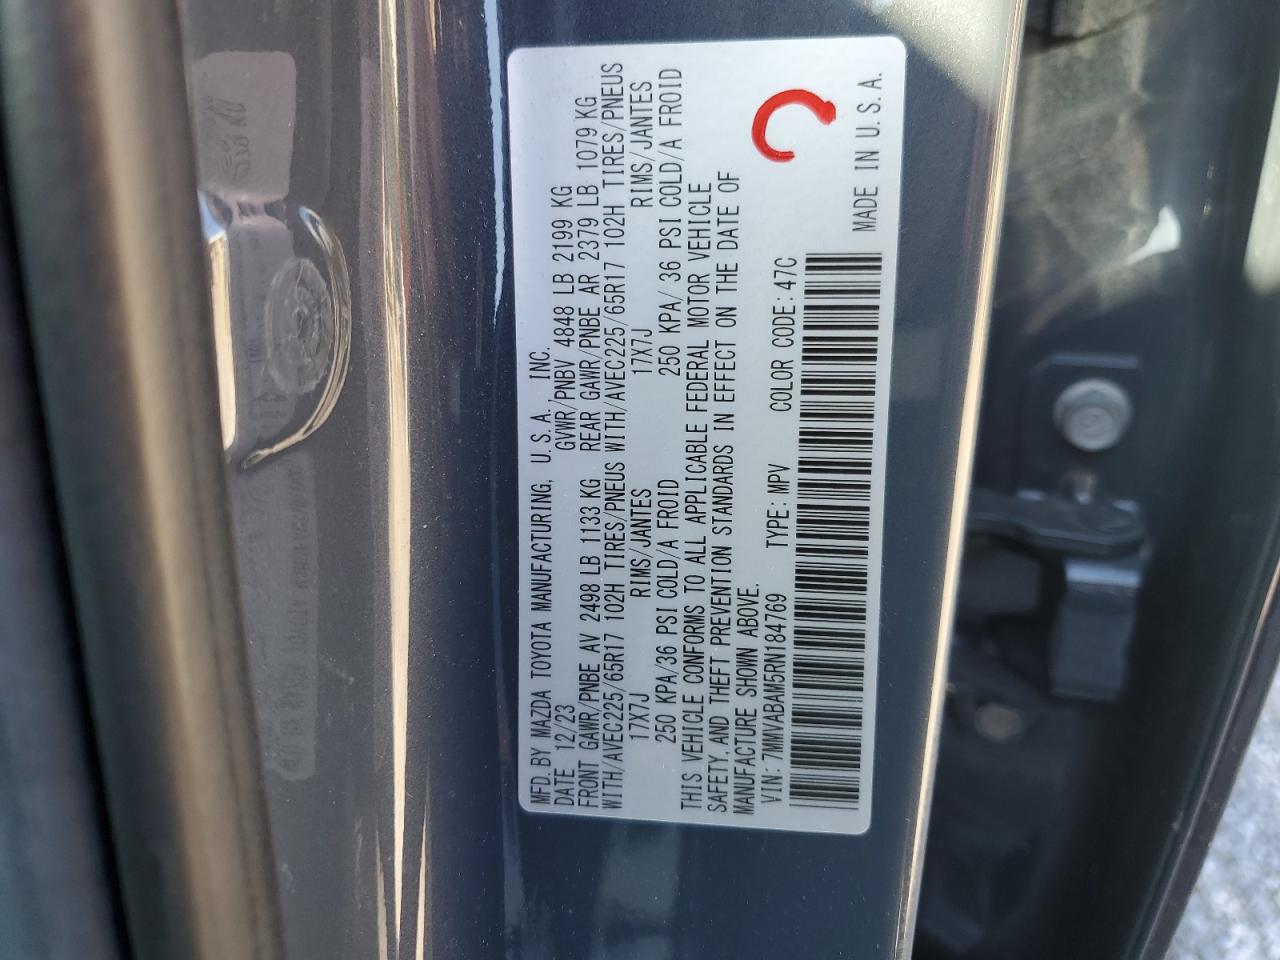 MFD. BY MAZDA TOYOTA MANUFACTURING, U. S. A., INC.
DATE 12/23 GVWR/PNBV 4848 LB 2199 KG
FRONT GAWR/PNBE AV 2498 LB 1133 KG REAR GAWR/PNBE AR 2379 LB 1079 KG
WITH/AVEC225/65R17 102H TIRES/PNEUS WITH/AVEC225/65R17 102H TIRES/PNEUS
17X7J RIMS/JANTES 17X7J RIMS/JANTES
250 KPA/36 PSI COLD/A FROID 250 KPA/ 36 PSI COLD/A FROID
THIS VEHICLE CONFORMS TO ALL APPLICABLE FEDERAL MOTOR VEHICLE
SAFETY, AND THEFT PREVENTION STANDARDS IN EFFECT ON THE DATE OF
MANUFACTURE SHOWN ABOVE.
VIN: 7MMVABAM5RN184769 TYPE: MPV COLOR CODE: 47C
MADE IN U. S. A.